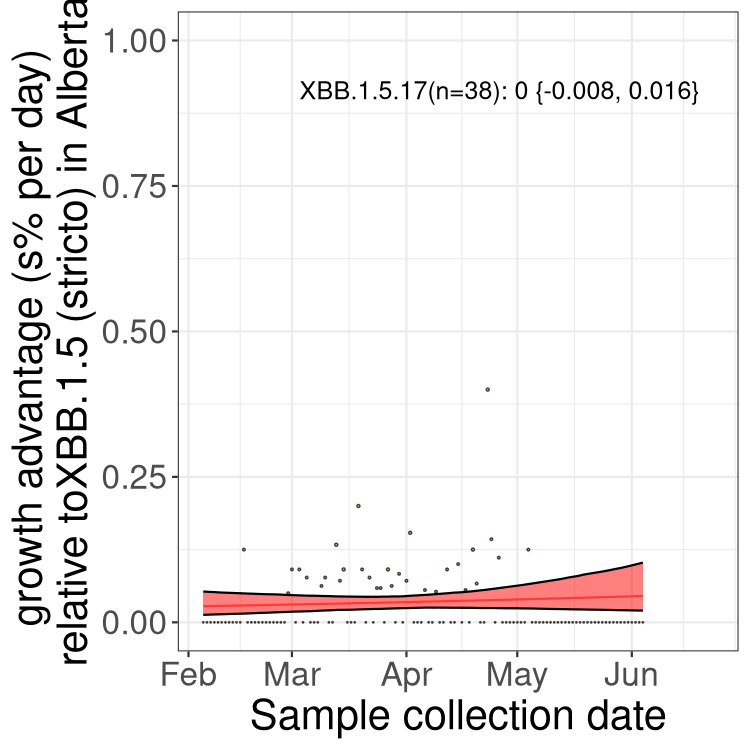 growth advantage (s% per day)
relative toXBB.1.5 (stricto) in Alberta
1.00
0.75
0.50
0.25
0.00
XBB.1.5.17(n=38): 0 {-0.008, 0.016}
Feb Mar Apr May Jun
Sample collection date